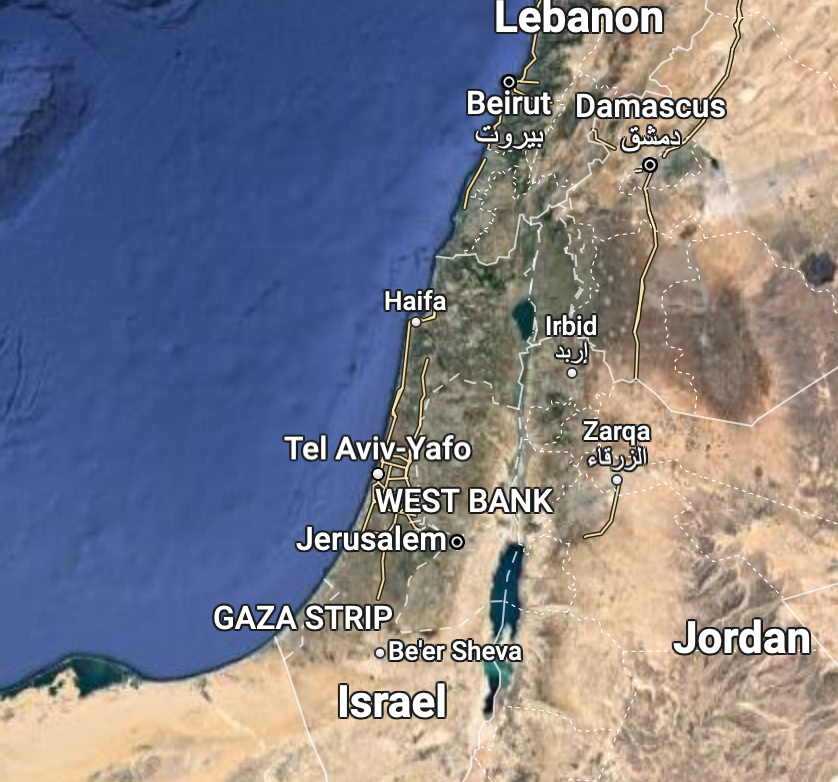 Lebanon
Beirut
بيروت
Damascus
دمشق
Haifa
Irbid
إربد
Zarqa
الزرقاء
Tel Aviv-Yafo
WEST BANK
Jerusalem
GAZA STRIP
Be'er Sheva
Jordan
Israel